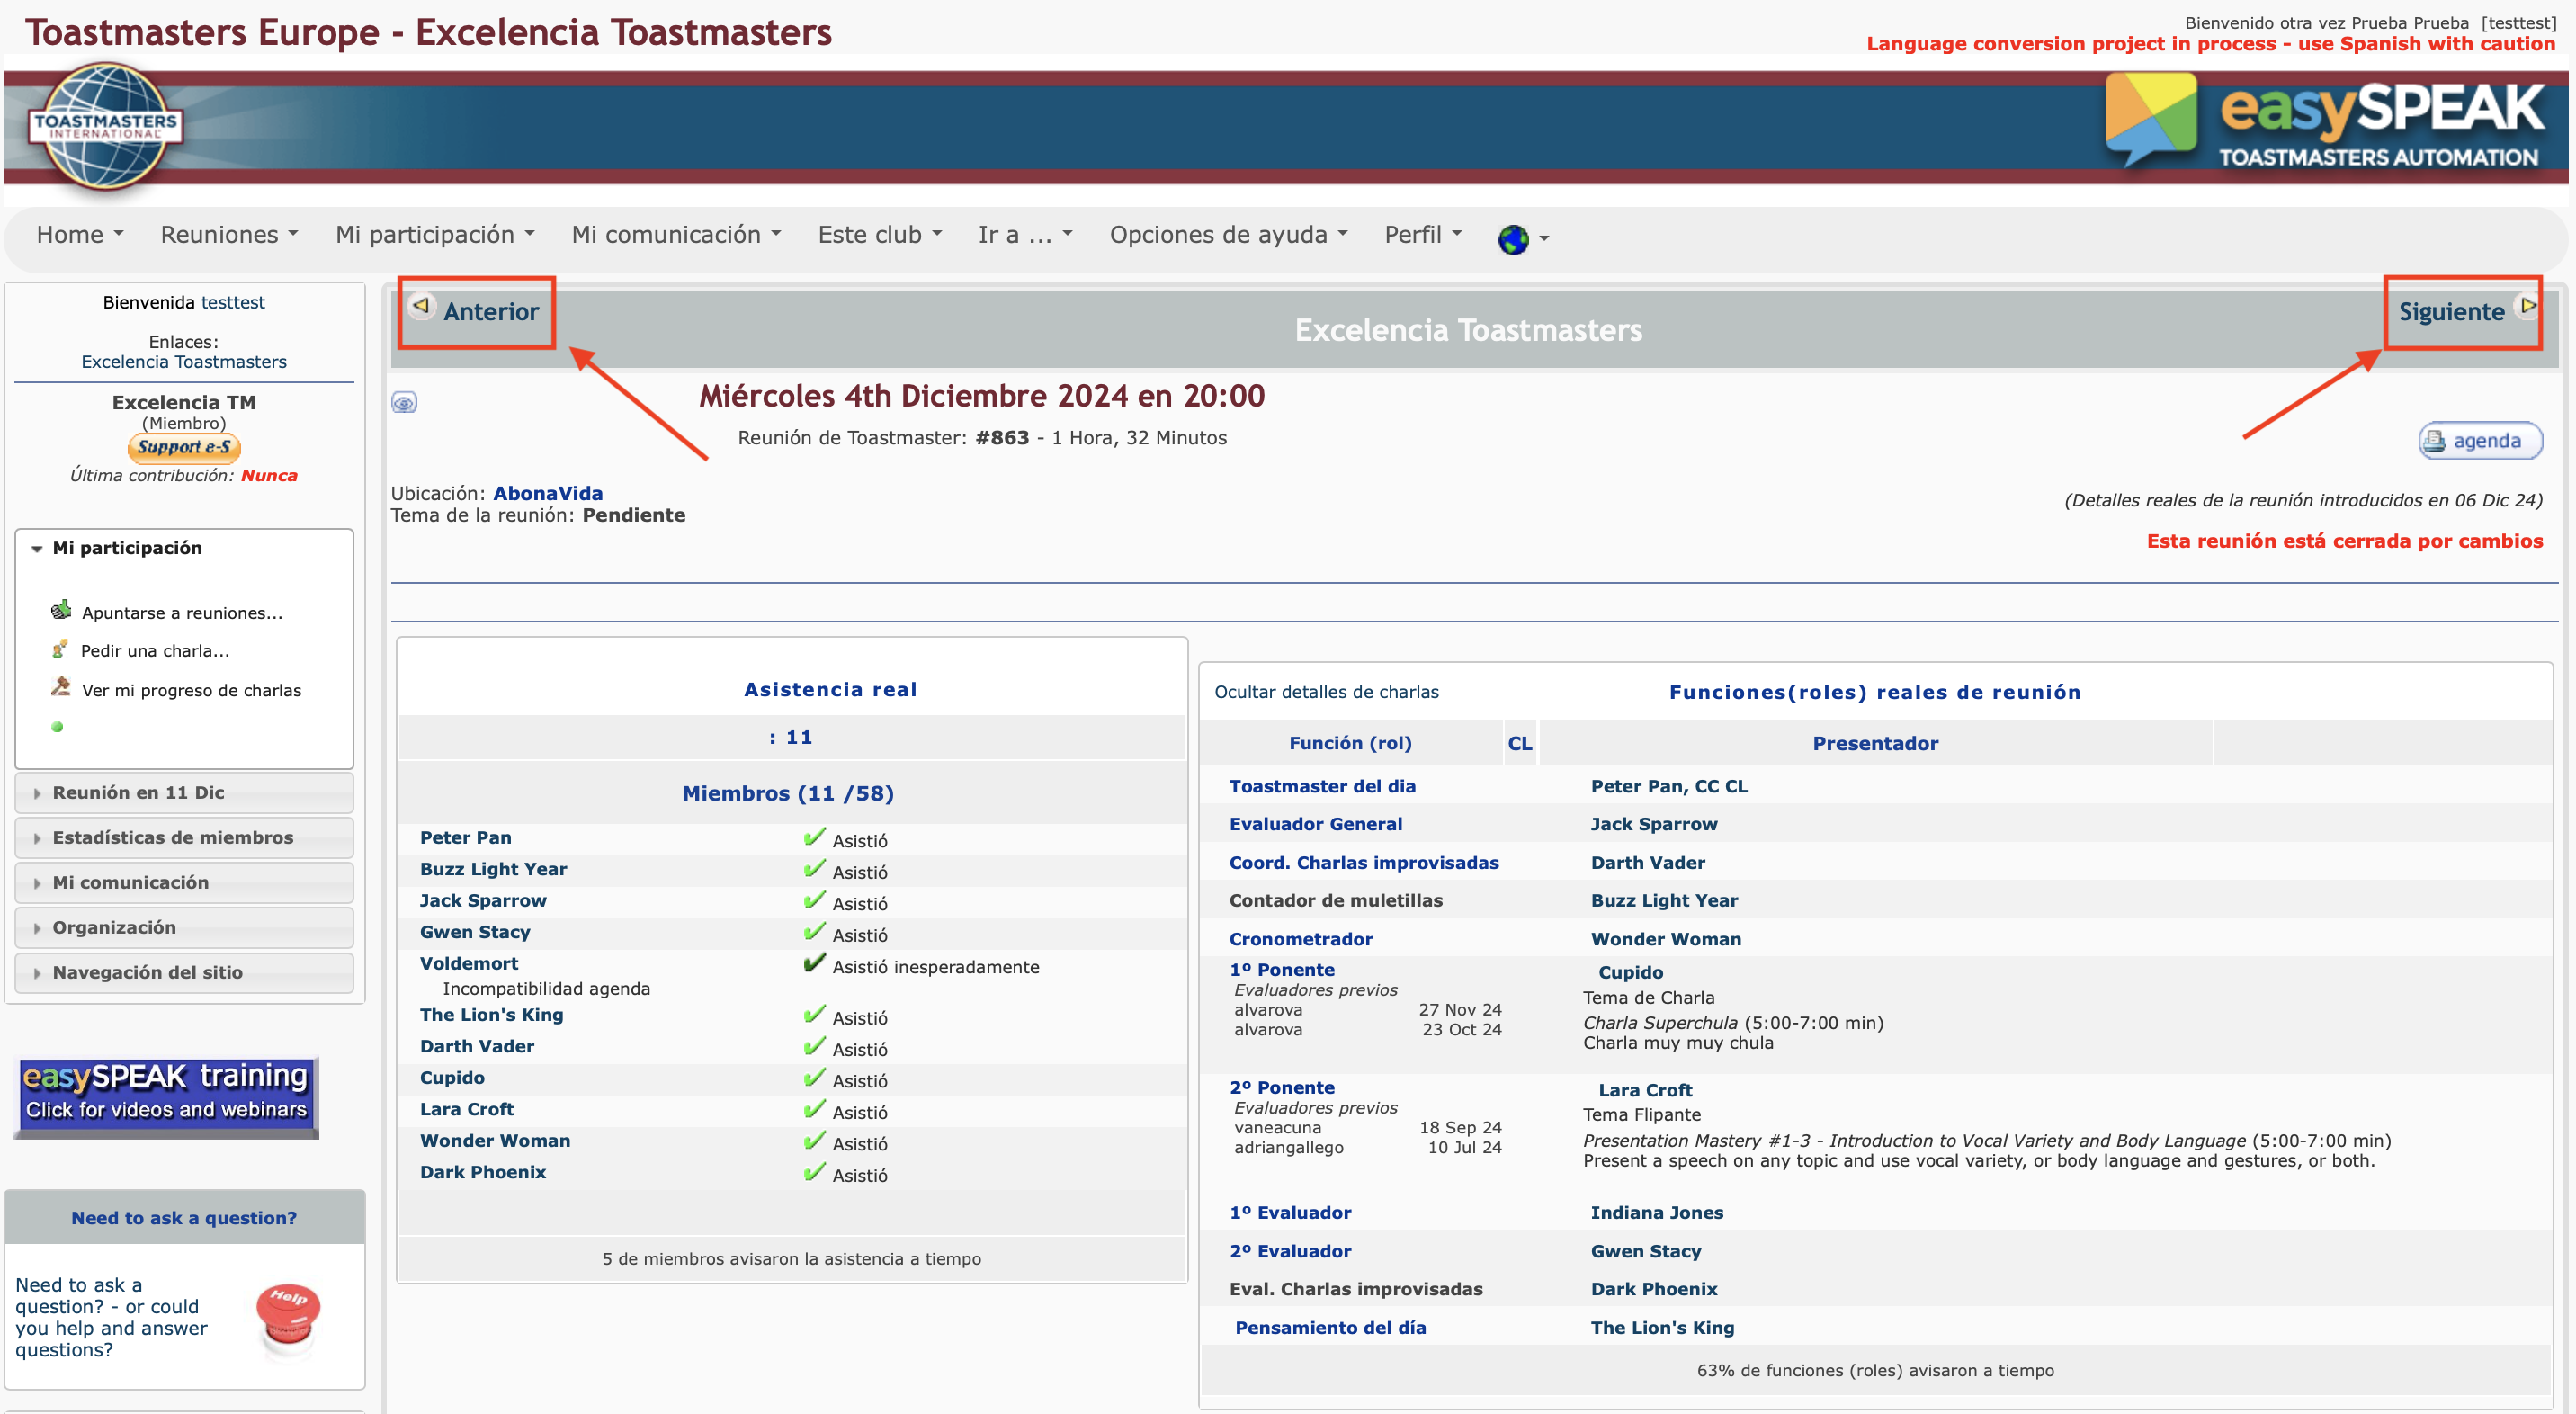 Toastmasters Europe - Excelencia Toastmasters
Bienvenido otra vez Prueba Prueba [testtest]
Language conversion project in process - use Spanish with caution
TOASTMASTERS
INTERNATIONAL
easySPEAK
TOASTMASTERS AUTOMATION
Home Reuniones Mi participación Mi comunicación Este club Ir a ... Opciones de ayuda Perfil
Bienvenida testtest
Enlaces:
Excelencia Toastmasters
Excelencia TM
(Miembro)
Support e-S
Última contribución: Nunca
Mi participación
Apuntarse a reuniones...
Pedir una charla...
Ver mi progreso de charlas
Reunión en 11 Dic
Estadísticas de miembros
Mi comunicación
Organización
Navegación del sitio
easySPEAK training
Click for videos and webinars
Need to ask a question?
Need to ask a
question? - or could
you help and answer
questions?
Help
Anterior
Excelencia Toastmasters
Siguiente
Miércoles 4th Diciembre 2024 en 20:00
Reunión de Toastmaster: #863 - 1 Hora, 32 Minutos
agenda
Ubicación: AbonaVida
Tema de la reunión: Pendiente
(Detalles reales de la reunión introducidos en 06 Dic 24)
Esta reunión está cerrada por cambios
Asistencia real
: 11
Miembros (11 /58)
Peter Pan Asistió
Buzz Light Year Asistió
Jack Sparrow Asistió
Gwen Stacy Asistió
Voldemort Asistió inesperadamente
Incompatibilidad agenda
The Lion's King Asistió
Darth Vader Asistió
Cupido Asistió
Lara Croft Asistió
Wonder Woman Asistió
Dark Phoenix Asistió
5 de miembros avisaron la asistencia a tiempo
Ocultar detalles de charlas Funciones(roles) reales de reunión
Función (rol) CL Presentador
Toastmaster del dia Peter Pan, CC CL
Evaluador General Jack Sparrow
Coord. Charlas improvisadas Darth Vader
Contador de muletillas Buzz Light Year
Cronometrador Wonder Woman
1º Ponente Cupido
Evaluadores previos
alvarova 27 Nov 24
alvarova 23 Oct 24
Tema de Charla
Charla Superchula (5:00-7:00 min)
Charla muy muy chula
2º Ponente Lara Croft
Evaluadores previos
vaneacuna 18 Sep 24
adriangallego 10 Jul 24
Tema Flipante
Presentation Mastery #1-3 - Introduction to Vocal Variety and Body Language (5:00-7:00 min)
Present a speech on any topic and use vocal variety, or body language and gestures, or both.
1º Evaluador Indiana Jones
2º Evaluador Gwen Stacy
Eval. Charlas improvisadas Dark Phoenix
Pensamiento del día The Lion's King
63% de funciones (roles) avisaron a tiempo